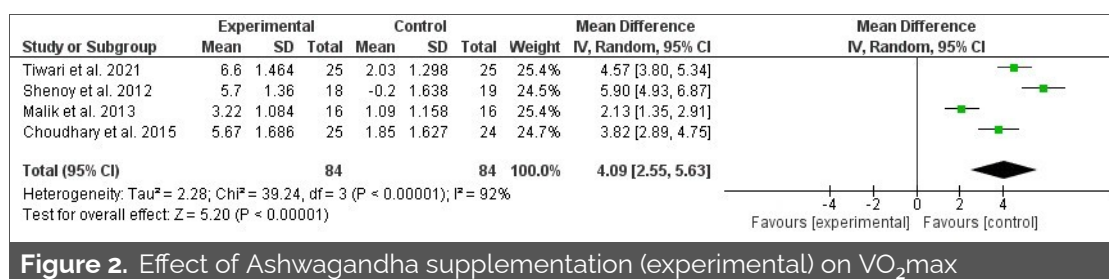 Experimental Control Mean Difference Mean Difference
Study or Subgroup Mean SD Total Mean SD Total Weight IV, Random, 95% CI IV, Random, 95% CI
Tiwari et al. 2021 6.6 1.464 25 2.03 1.298 25 25.4% 4.57 [3.80, 5.34]
Shenoy et al. 2012 5.7 1.36 18 -0.2 1.638 19 24.5% 5.90 [4.93, 6.87]
Malik et al. 2013 3.22 1.084 16 1.09 1.158 16 25.4% 2.13 [1.35, 2.91]
Choudhary et al. 2015 5.67 1.686 25 1.85 1.627 24 24.7% 3.82 [2.89, 4.75]
Total (95% CI) 84 84 100.0% 4.09 [2.55, 5.63]
Heterogeneity: Tau² = 2.28; Chi² = 39.24, df = 3 (P < 0.00001); I² = 92%
Test for overall effect: Z = 5.20 (P < 0.00001)
-4 -2 0 2 4
Favours [experimental] Favours [control]
Figure 2. Effect of Ashwagandha supplementation (experimental) on VO₂max